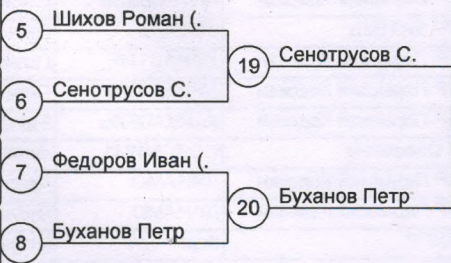 5 Шихов Роман (.
19 Сенотрусов С.
6 Сенотрусов С.
7 Федоров Иван (.
20 Буханов Петр
8 Буханов Петр